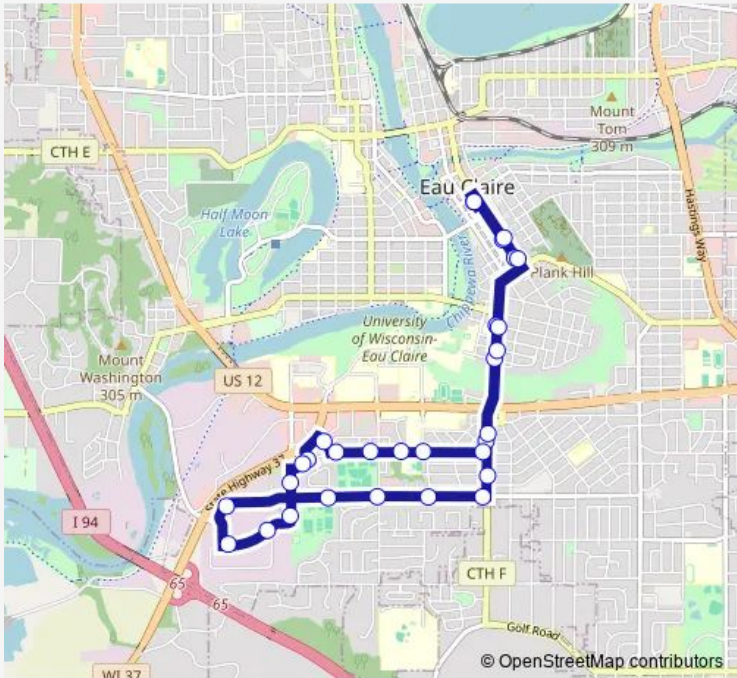 Mount
Tom
309 m
CTH E
Eau Claire
Half Moon
Lake
Hastings Way
Chippewa River
Plank Hill
University
of Wisconsin-
Eau Claire
Mount
Washington
305 m
US 12
State Highway 37
I 94
CTH F
65
65
Golf Road
WI 37
© OpenStreetMap contributors